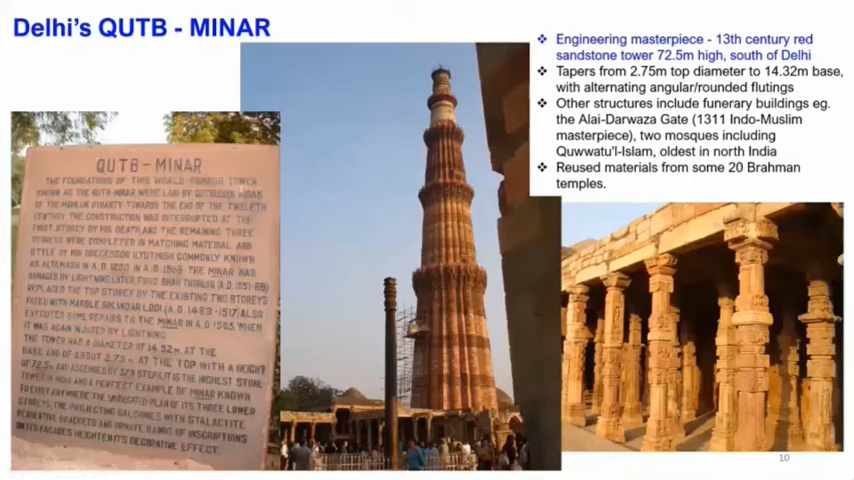 Delhi's QUTB - MINAR
❖ Engineering masterpiece - 13th century red
sandstone tower 72.5m high, south of Delhi
❖ Tapers from 2.75m top diameter to 14.32m base,
with alternating angular/rounded flutings
❖ Other structures include funerary buildings eg.
the Alai-Darwaza Gate (1311 Indo-Muslim
masterpiece), two mosques including
Quwwatu'l-Islam, oldest in north India
❖ Reused materials from some 20 Brahman
temples.
QUTB-MINAR
THE FOUNDATIONS OF THIS WORLD-FAMOUS TOWER
KNOWN AS THE QUTB-MINAR, WERE LAID BY QUTBUDDIN AIBAK
OF THE MAMLUK DYNASTY TOWARDS THE END OF THE TWELFTH
CENTURY. THE CONSTRUCTION WAS INTERRUPTED AT THE
FIRST STOREY BY HIS DEATH, AND THE REMAINING THREE
STOREYS WERE COMPLETED IN MATCHING MATERIAL AND
STYLE BY HIS SUCCESSOR ILTUTMISH COMMONLY KNOWN
AS ALTAMASH IN A.D. IN A.D. THE MINAR WAS
DAMAGED BY LIGHTNING. LATER FIRUZ SHAH TUGHLUQ (A.D. 1351-88)
REPLACED THE TOP STOREY BY THE EXISTING TWO STOREYS
FACED WITH MARBLE. SIKANDAR LODI (A.D. 1489-1517) ALSO
EXECUTED SOME REPAIRS TO THE MINAR IN A.D. 1503, WHEN
IT WAS AGAIN INJURED BY LIGHTNING.
THE TOWER HAS A DIAMETER OF 14.32 M. AT THE
BASE AND OF ABOUT 2.75 M. AT THE TOP WITH A HEIGHT
OF 72.5 M. AND ASCENDED BY 379 STEPS IT IS THE HIGHEST STONE-
TOWER IN INDIA AND A PERFECT EXAMPLE OF MINAR KNOWN
TO EXIST ANYWHERE. THE PLAN OF ITS THREE LOWER
STOREYS, THE PROJECTING BALCONIES WITH STALACTITE
PENDENTIVE BRACKETS AND ORNATE BANDS OF INSCRIPTIONS
ON ITS FACADES HEIGHTEN ITS DECORATIVE EFFECT.
10